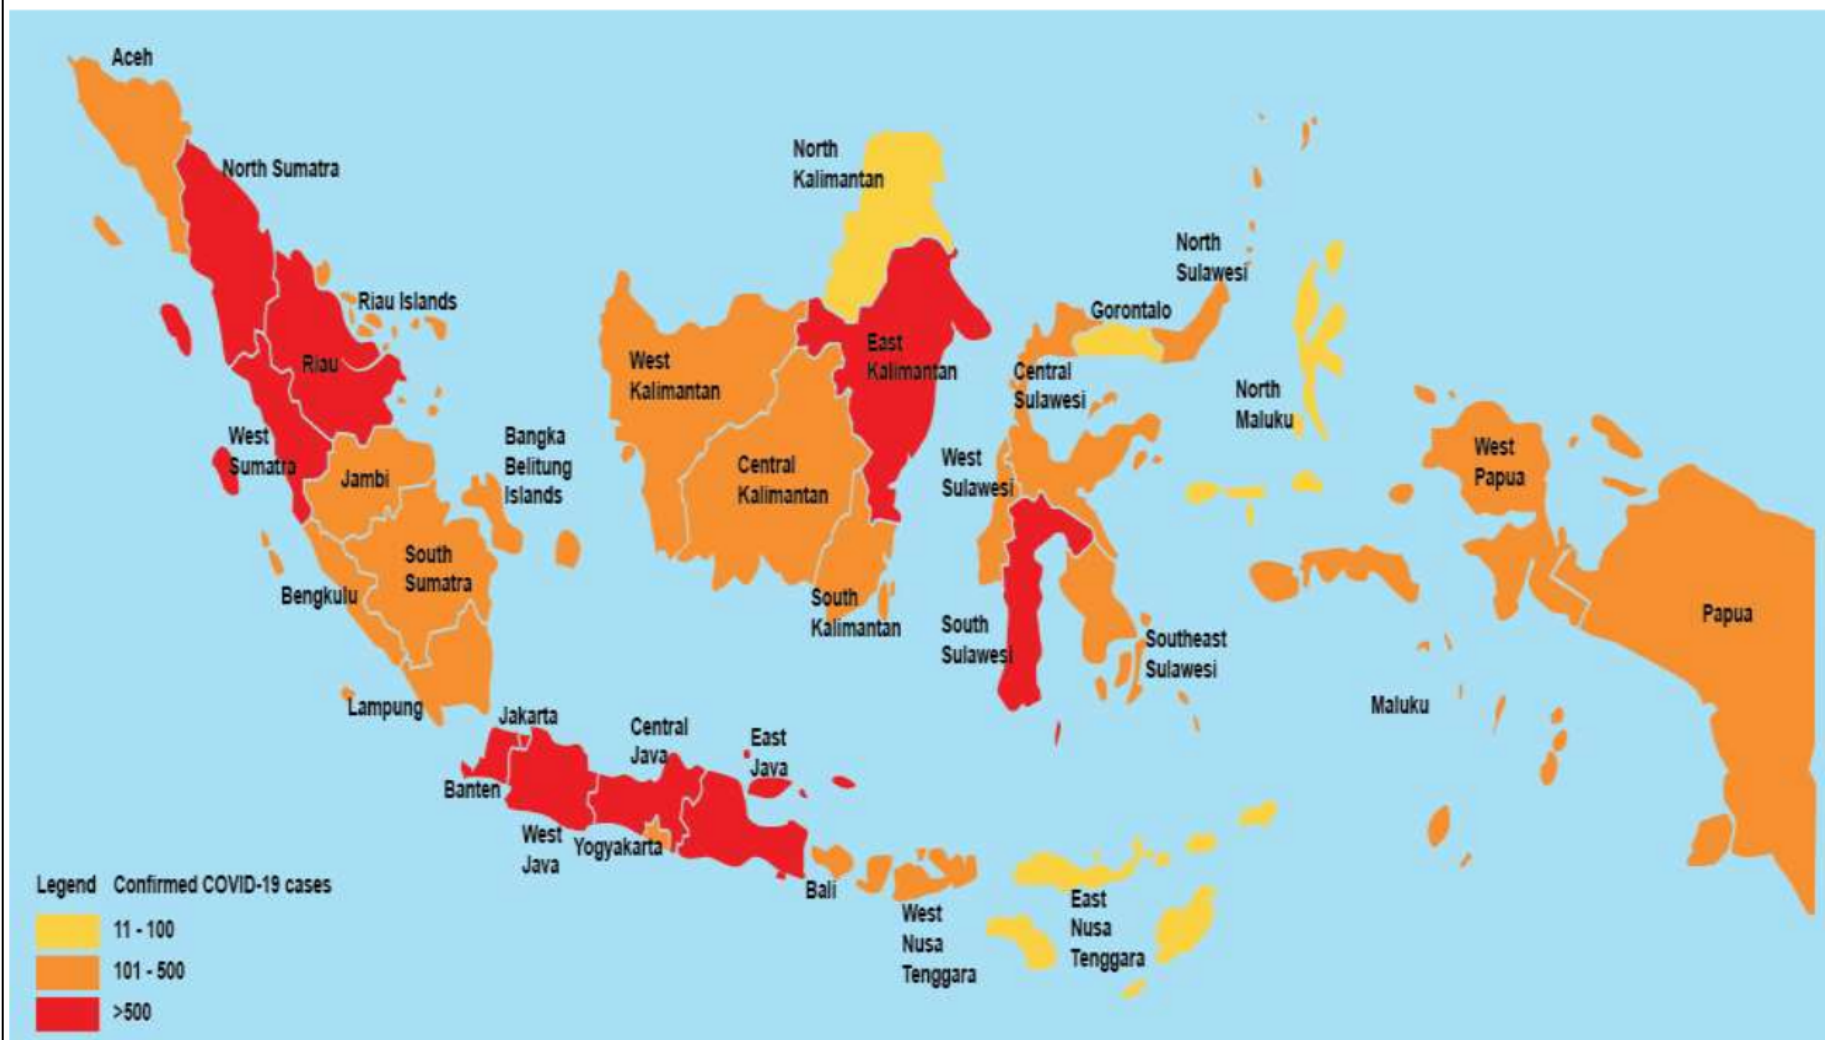 Aceh
North Sumatra
North
Kalimantan
North
Sulawesi
Riau Islands
Gorontalo
Riau
East
Kalimantan
West
Kalimantan
Central
Sulawesi
North
Maluku
West
Sumatra
Bangka
Belitung
Islands
Jambi
Central
Kalimantan
West
Sulawesi
West
Papua
South
Sumatra
Bengkulu
South
Kalimantan
South
Sulawesi
Southeast
Sulawesi
Papua
Lampung
Jakarta
Central
Java
East
Java
Maluku
Banten
West
Java
Yogyakarta
Bali
West
Nusa
Tenggara
East
Nusa
Tenggara
Legend Confirmed COVID-19 cases
11 - 100
101 - 500
>500